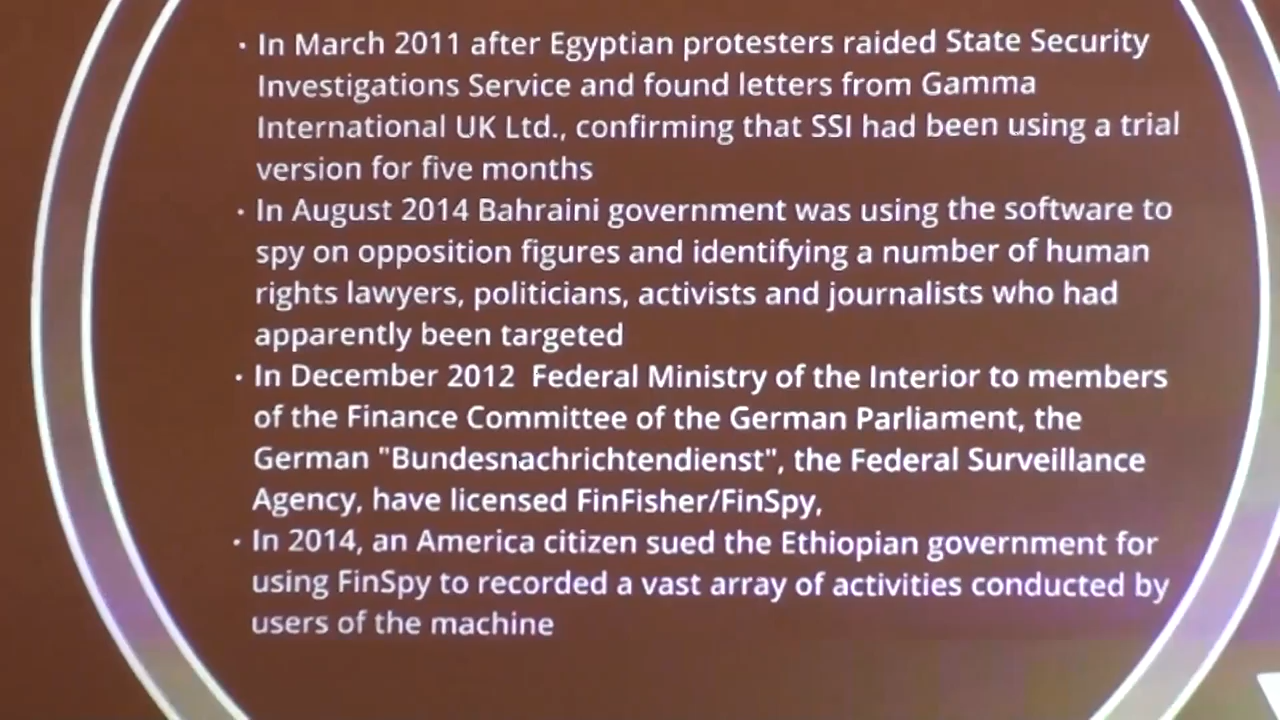 · In March 2011 after Egyptian protesters raided State Security
Investigations Service and found letters from Gamma
International UK Ltd., confirming that SSI had been using a trial
version for five months
· In August 2014 Bahraini government was using the software to
spy on opposition figures and identifying a number of human
rights lawyers, politicians, activists and journalists who had
apparently been targeted
· In December 2012  Federal Ministry of the Interior to members
of the Finance Committee of the German Parliament, the
German "Bundesnachrichtendienst", the Federal Surveillance
Agency, have licensed FinFisher/FinSpy,
· In 2014, an America citizen sued the Ethiopian government for
using FinSpy to recorded a vast array of activities conducted by
users of the machine